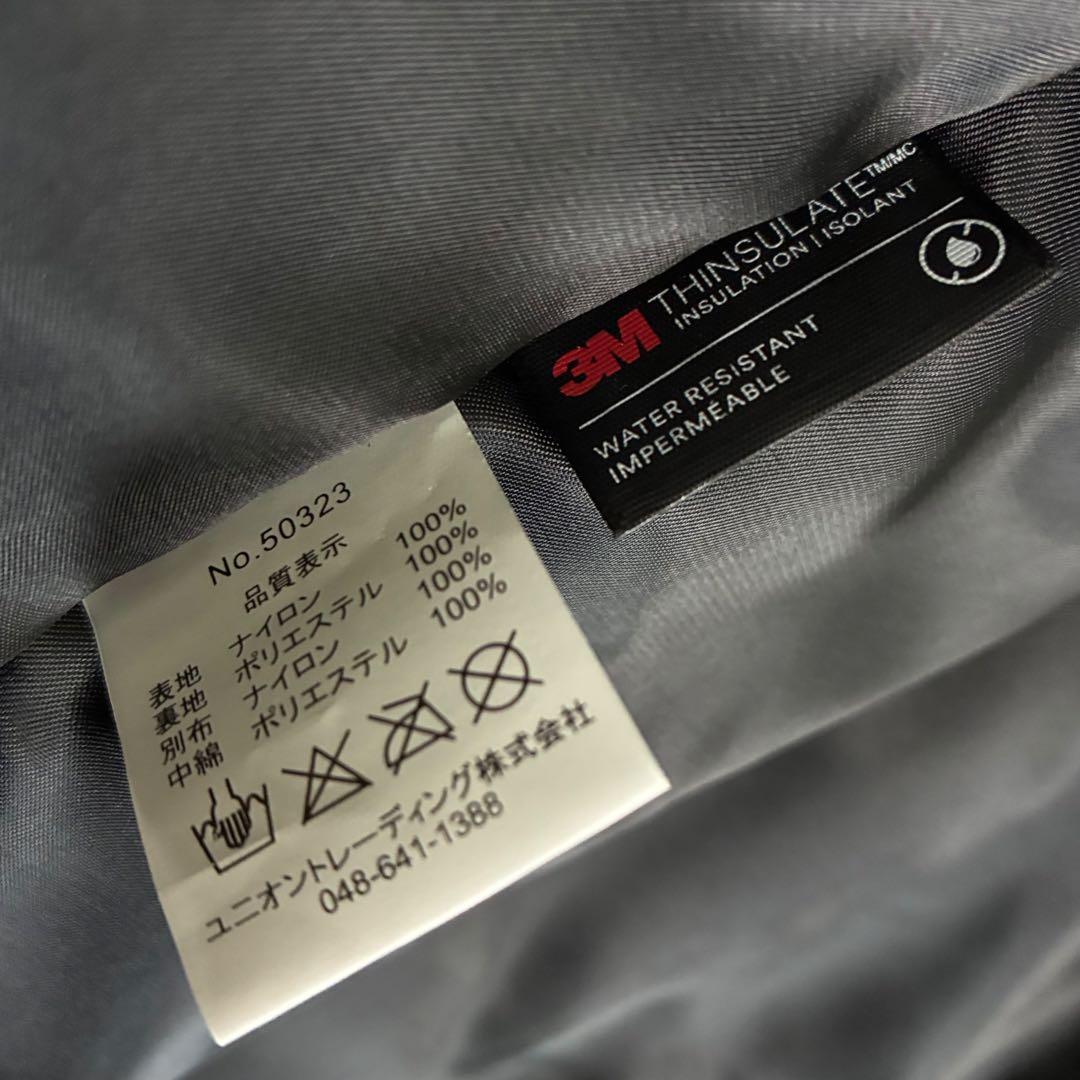 3M THINSULATE™/MC
INSULATION | ISOLANT
WATER RESISTANT
IMPERMEABLE
No.50323
品質表示
表地 ナイロン 100%
裏地 ポリエステル 100%
別布 ナイロン 100%
中綿 ポリエステル 100%
ユニオントレーディング株式会社
048-641-1388